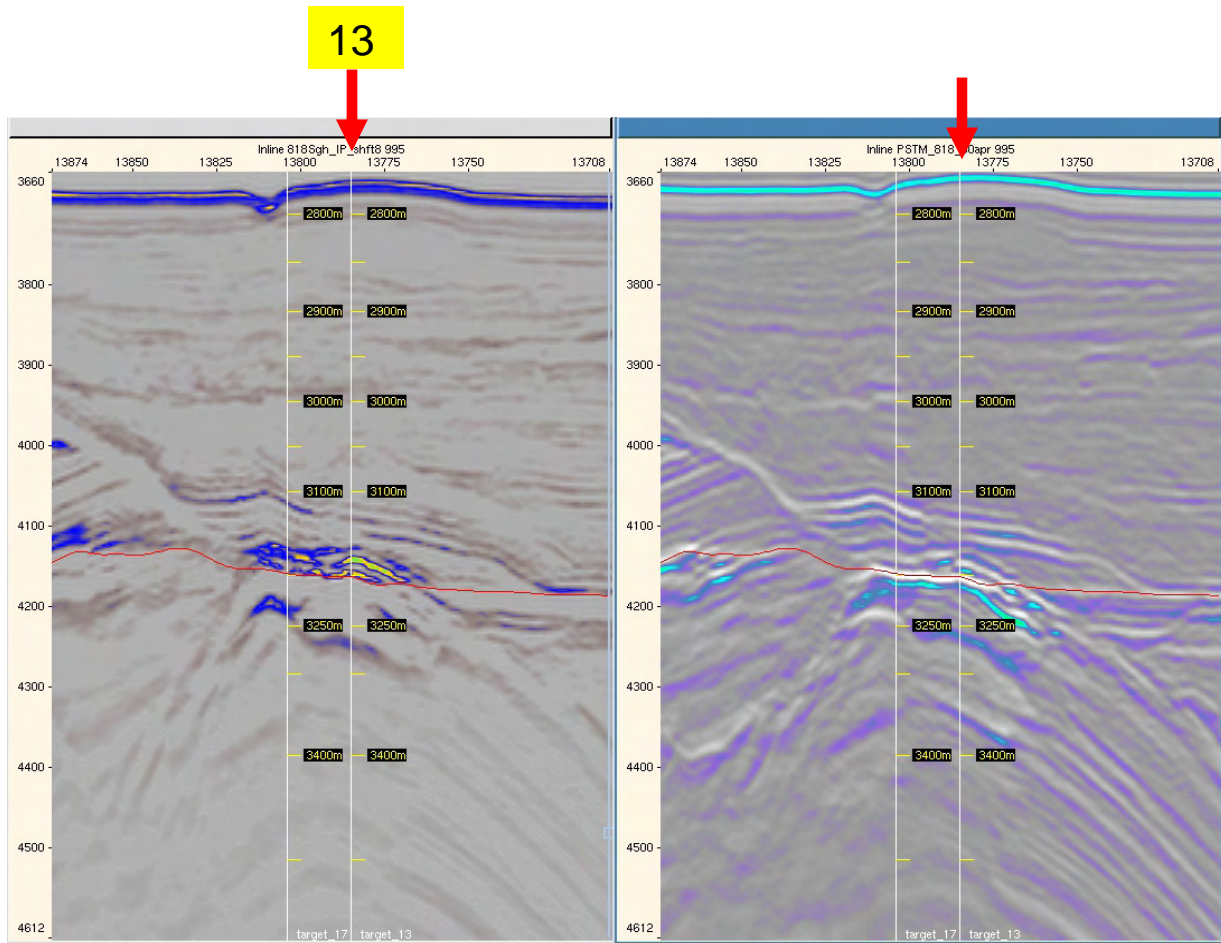 13
Inline 818Sgh_IP_shft8 995
13874 13850 13825 13800 13775 13750 13708
3660
3800
3900
4000
4100
4200
4300
4400
4500
4612
2800m 2800m
2900m 2900m
3000m 3000m
3100m 3100m
3250m 3250m
3400m 3400m
target_17 target_13
Inline 995
13874 13850 13825 13800 13775 13750 13708
3660
3800
3900
4000
4100
4200
4300
4400
4500
4612
2800m 2800m
2900m 2900m
3000m 3000m
3100m 3100m
3250m 3250m
3400m 3400m
target_17 target_13